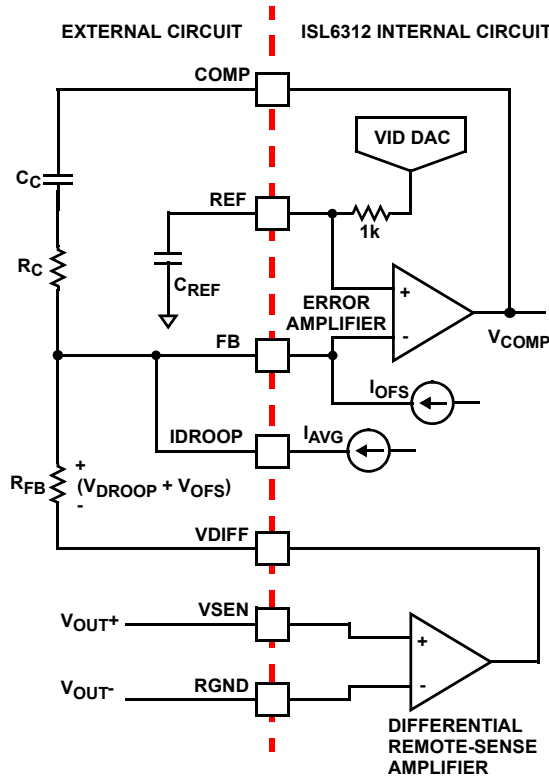 EXTERNAL CIRCUIT
ISL6312 INTERNAL CIRCUIT
COMP
VID DAC
CC
REF
1k
RC
CREF
ERROR
AMPLIFIER
+
-
VCOMP
FB
IOFS
IDROOP
IAVG
RFB
+
(VDROOP + VOFS)
-
VDIFF
VOUT+
VSEN
+
VOUT-
RGND
-
DIFFERENTIAL
REMOTE-SENSE
AMPLIFIER